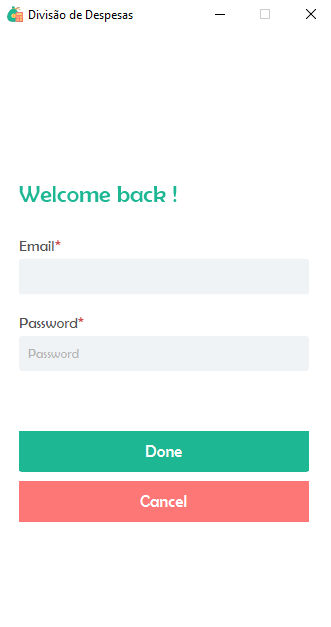 Divisão de Despesas
Welcome back !
Email*
Password*
Password
Done
Cancel